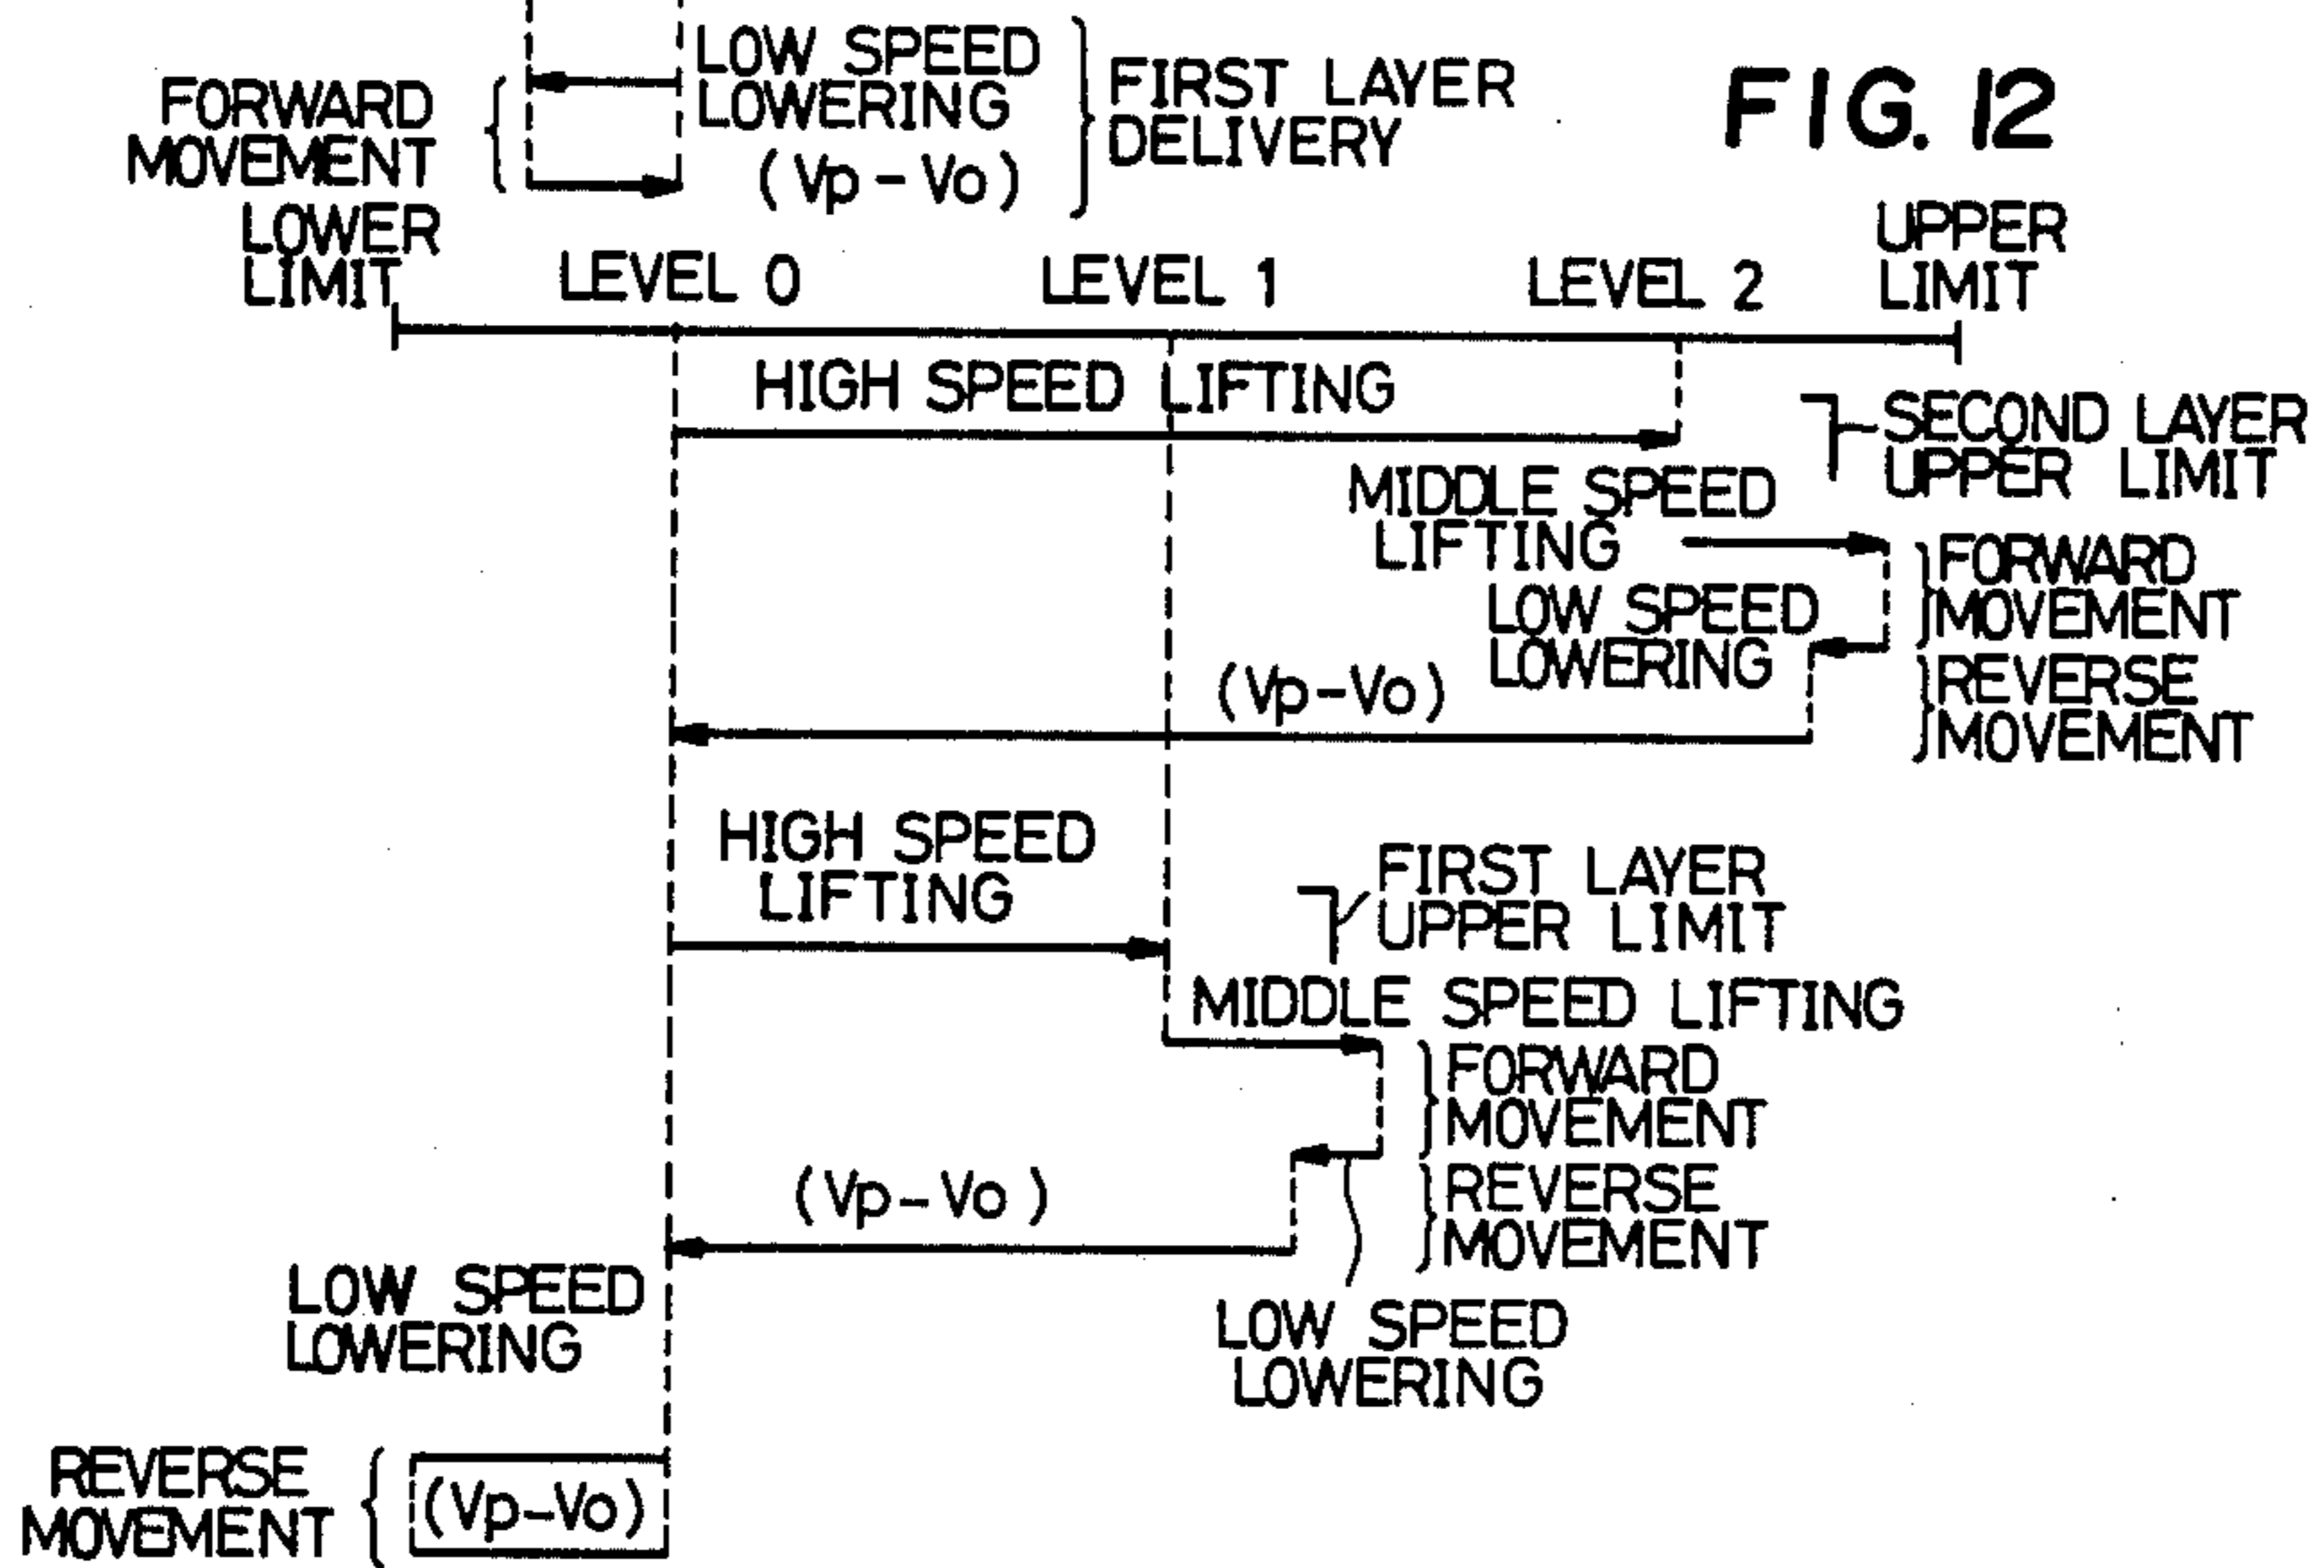 LOW SPEED
LOWERING
(Vp-Vo)
FIRST LAYER
DELIVERY
FIG. 12
FORWARD
MOVEMENT
LOWER
LIMIT
LEVEL 0
LEVEL 1
LEVEL 2
UPPER
LIMIT
HIGH SPEED LIFTING
SECOND LAYER
UPPER LIMIT
MIDDLE SPEED
LIFTING
FORWARD
MOVEMENT
LOW SPEED
LOWERING
REVERSE
MOVEMENT
(Vp-Vo)
HIGH SPEED
LIFTING
FIRST LAYER
UPPER LIMIT
MIDDLE SPEED LIFTING
FORWARD
MOVEMENT
REVERSE
MOVEMENT
(Vp-Vo)
LOW SPEED
LOWERING
LOW SPEED
LOWERING
REVERSE
MOVEMENT
(Vp-Vo)